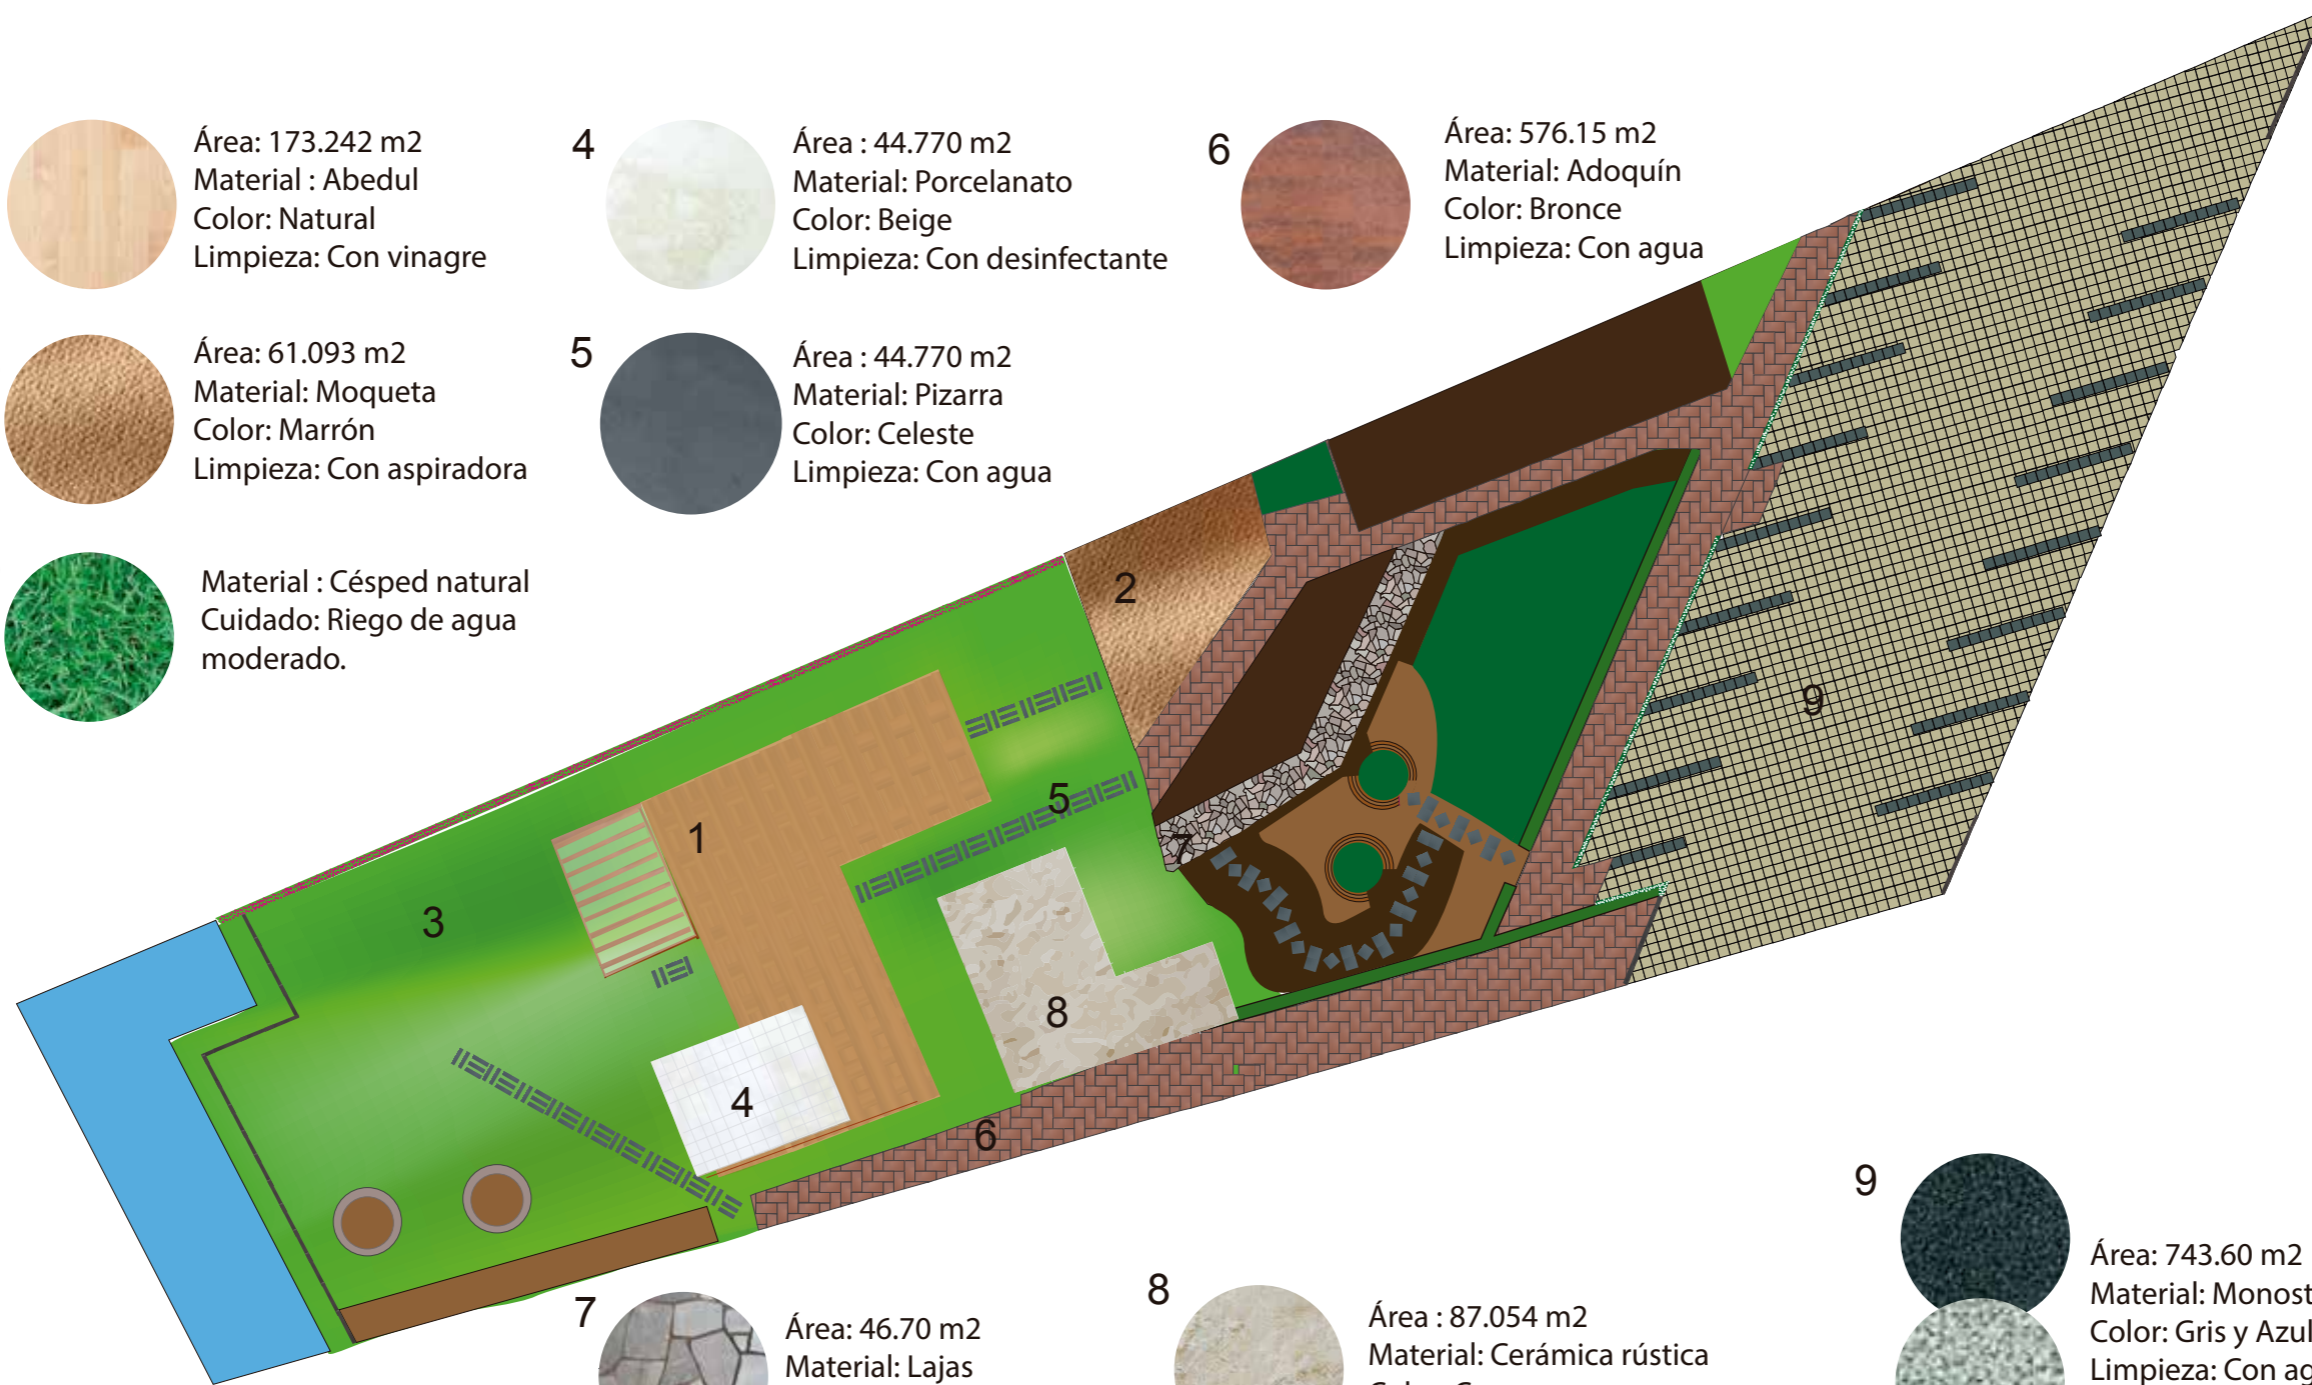 Área: 173.242 m2
Material : Abedul
Color: Natural
Limpieza: Con vinagre
4
Área : 44.770 m2
Material: Porcelanato
Color: Beige
Limpieza: Con desinfectante
6
Área: 576.15 m2
Material: Adoquín
Color: Bronce
Limpieza: Con agua
Área: 61.093 m2
Material: Moqueta
Color: Marrón
Limpieza: Con aspiradora
5
Área : 44.770 m2
Material: Pizarra
Color: Celeste
Limpieza: Con agua
Material : Césped natural
Cuidado: Riego de agua
moderado.
2
9
5
1
7
3
8
4
6
7
Área: 46.70 m2
Material: Lajas
8
Área : 87.054 m2
Material: Cerámica rústica
9
Área: 743.60 m2
Material:
Color: Gris y Azul
Limpieza: Con